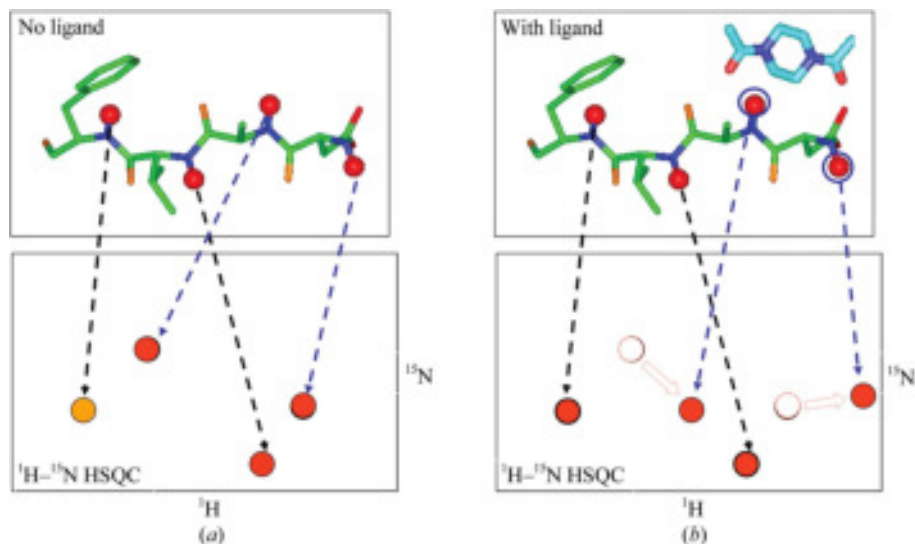 No ligand
With ligand
¹⁵N
¹⁵N
¹H–¹⁵N HSQC
¹H–¹⁵N HSQC
¹H
¹H
(a)
(b)